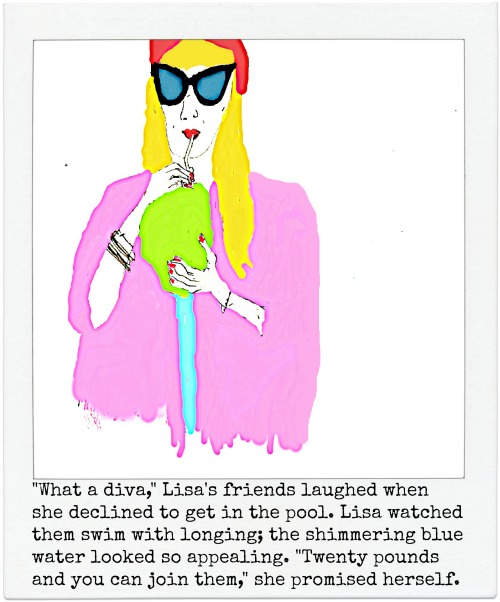 "What a diva," Lisa's friends laughed when
she declined to get in the pool. Lisa watched
them swim with longing; the shimmering blue
water looked so appealing. "Twenty pounds
and you can join them," she promised herself.